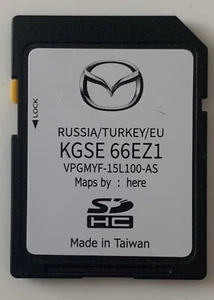 LOCK
RUSSIA/TURKEY/EU
KGSE 66EZ1
VPGMYF-15L100-AS
Maps by : here
SD
HC
Made in Taiwan